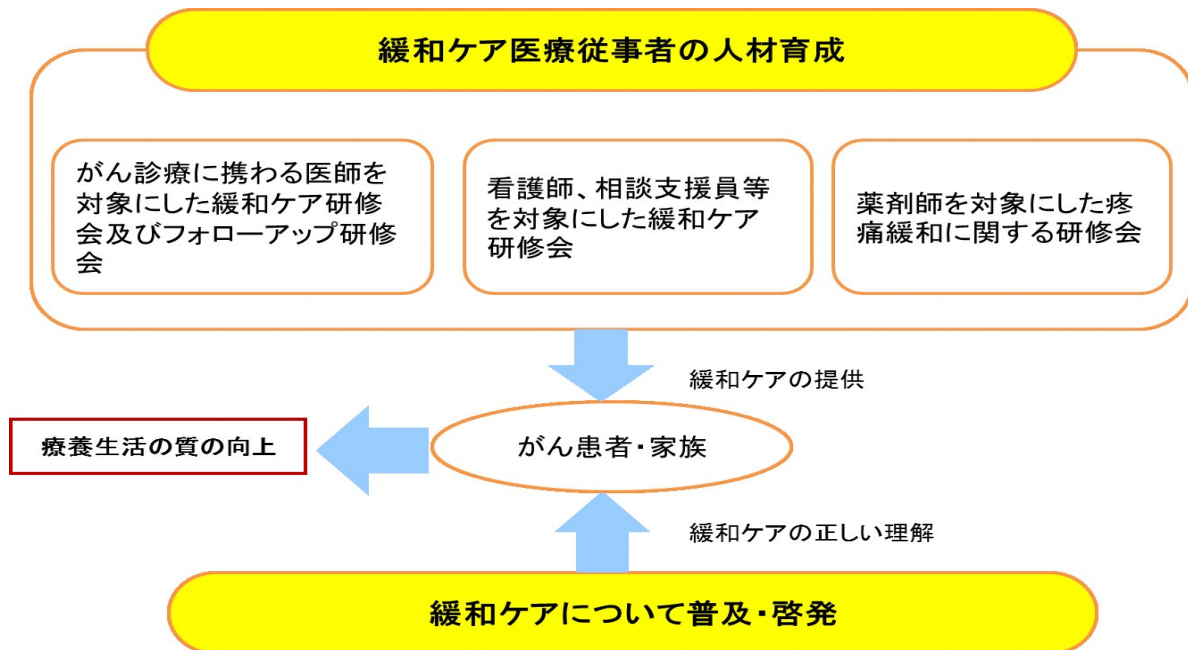 緩和ケア医療従事者の人材育成
がん診療に携わる医師を
対象にした緩和ケア研修
会及びフォローアップ研修
会
看護師、相談支援員等
を対象にした緩和ケア
研修会
薬剤師を対象にした疼
痛緩和に関する研修会
緩和ケアの提供
がん患者・家族
療養生活の質の向上
緩和ケアの正しい理解
緩和ケアについて普及・啓発